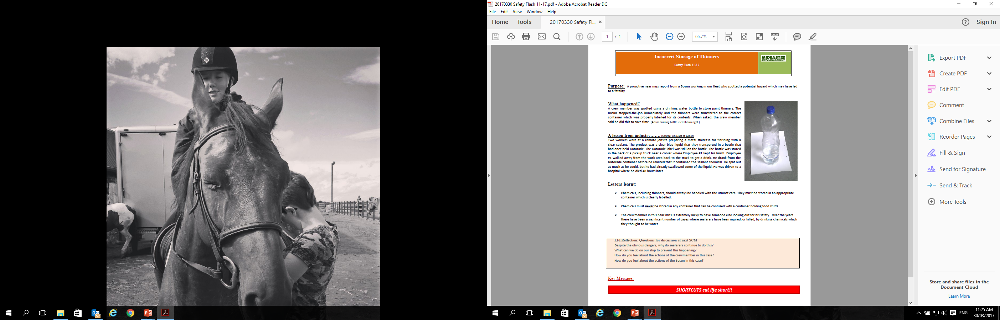 20170330 Safety Flash 11-17.pdf - Adobe Acrobat Reader DC
File Edit View Window Help
Home Tools 20170330 Safety Fl... Sign In
1 / 1 66.7%
Incorrect Storage of Thinners
Safety Flash 11-17
MIDEAST
SHIPMANAGEMENT
Purpose: A proactive near miss report from a Bosun working in our fleet who spotted a potential hazard which may have led
to a fatality.
What happened?
A crew member was spotted using a drinking water bottle to store paint thinners. The
Bosun stopped-the-job immediately and the thinners were transferred to the correct
container which was properly labelled for its contents. When asked, the crew member
said he did this to save time. (Actual drinking bottle used shown right.)
A lesson from industry....... (Source: US Dept of Labor)
Two workers were at a remote jobsite preparing a metal staircase for finishing with a
clear sealant. The product was a clear blue liquid that they transported in a bottle that
had once held Gatorade. The Gatorade label was still on the bottle. The bottle was stored
in the back of a pickup truck near a cooler where Employee #1 kept his lunch. Employee
#1 walked away from the work area back to the truck to get a drink. He drank from the
Gatorade container before he realized that it contained the sealant chemical. He spat out
as much as he could, but he had already swallowed some of the liquid. He was driven to a
hospital where he died 48 hours later.
Lessons learnt:
➢ Chemicals, including thinners, should always be handled with the utmost care. They must be stored in an appropriate
container which is clearly labelled.
➢ Chemicals must never be stored in any container that can be confused with a container holding food stuffs.
➢ The crewmember in this near miss is extremely lucky to have someone else looking out for his safety. Over the years
there have been a significant number of cases where seafarers have been injured, or killed, by drinking chemicals which
they thought to be water.
LFI Reflection: Questions for discussion at next SCM
Despite the obvious dangers, why do seafarers continue to do this?
What can we do on our ship to prevent this happening?
How do you feel about the actions of the crewmember in this case?
How do you feel about the actions of the Bosun in this case?
Key Message:
SHORTCUTS cut life short!!
Export PDF
Create PDF
Edit PDF
Comment
Combine Files
Reorder Pages
Fill & Sign
Send for Signature
Send & Track
More Tools
Store and share files in the
Document Cloud
Learn More
ENG
11:25 AM
30/03/2017